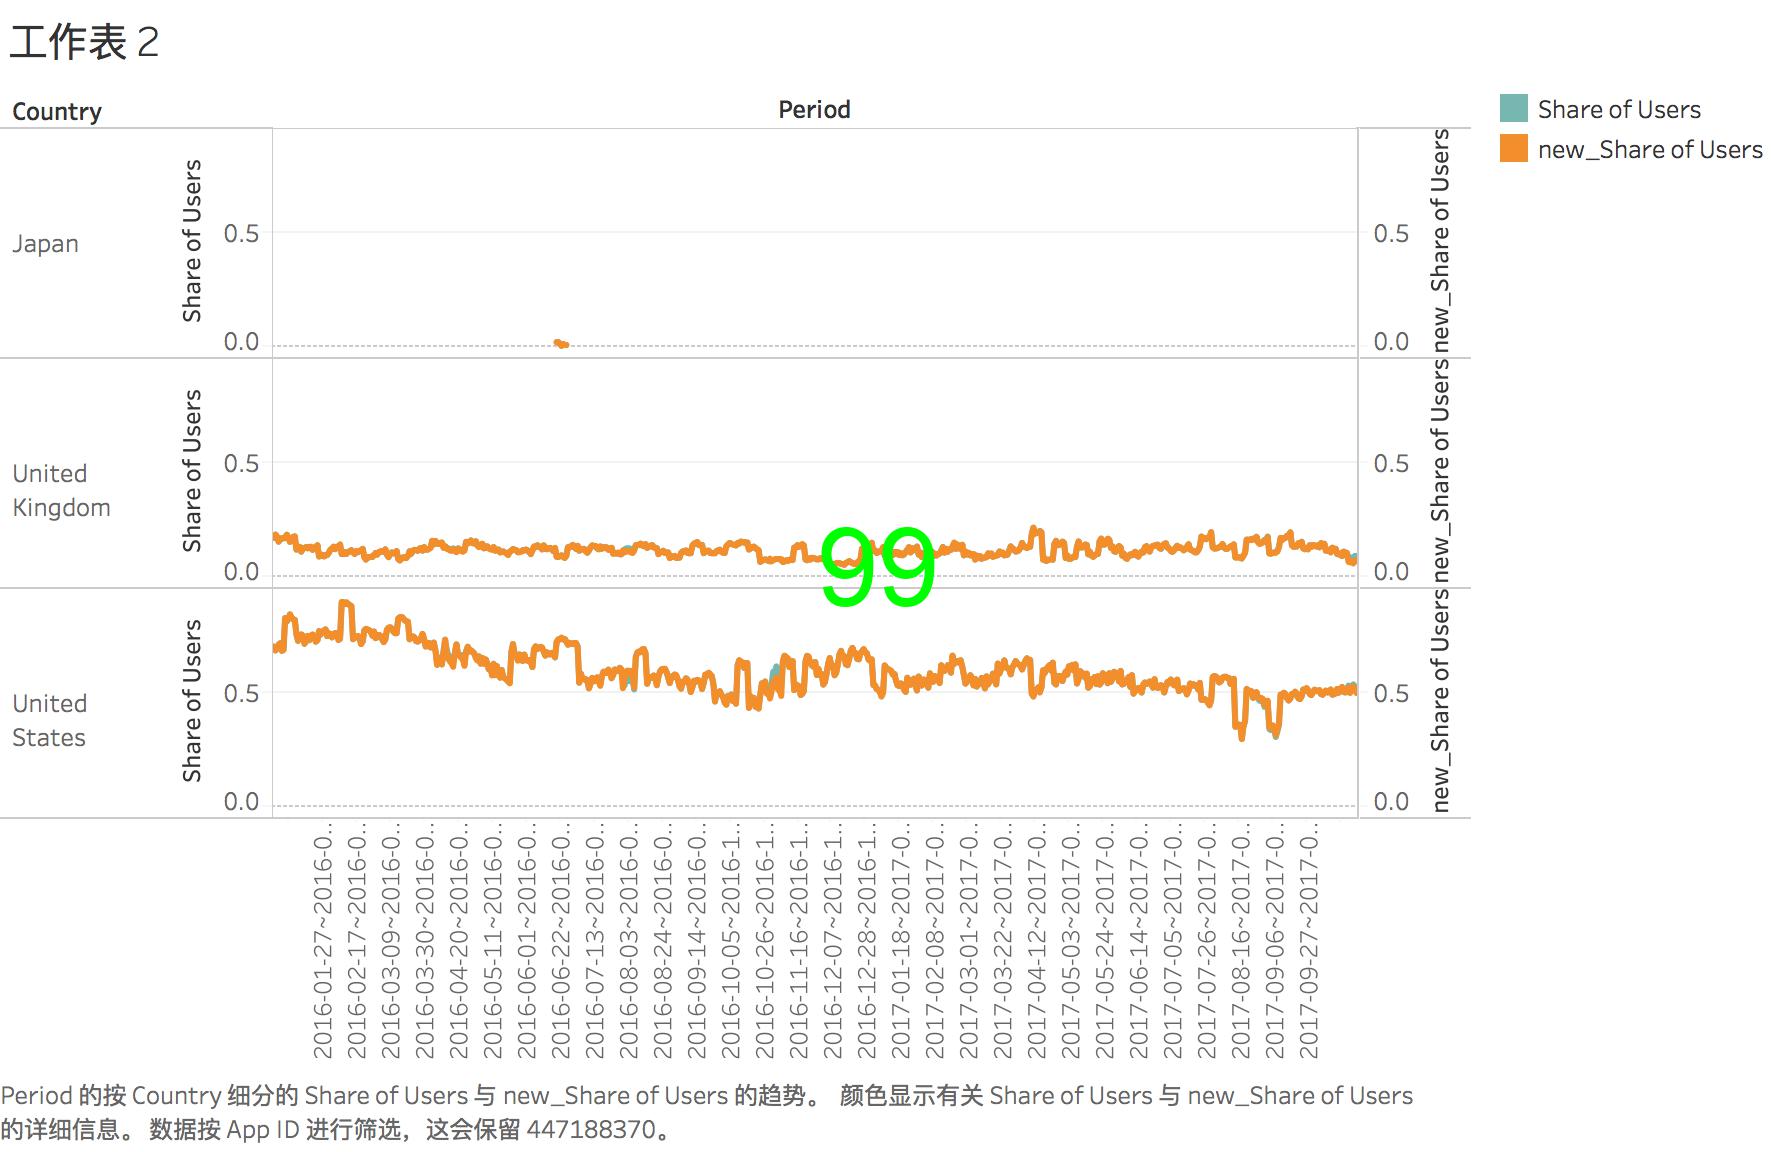 工作表 2
Country
Period
Share of Users
new_Share of Users
Japan
Share of Users
0.5
0.0
0.5
0.0
new_Share of Users
United
Kingdom
Share of Users
0.5
0.0
0.5
0.0
new_Share of Users
99
United
States
Share of Users
0.5
0.0
0.5
0.0
new_Share of Users
2016-01-27~2016-0..
2016-02-17~2016-0..
2016-03-09~2016-0..
2016-03-30~2016-0..
2016-04-20~2016-0..
2016-05-11~2016-0..
2016-06-01~2016-0..
2016-06-22~2016-0..
2016-07-13~2016-0..
2016-08-03~2016-0..
2016-08-24~2016-0..
2016-09-14~2016-0..
2016-10-05~2016-1..
2016-10-26~2016-1..
2016-11-16~2016-1..
2016-12-07~2016-1..
2016-12-28~2016-1..
2017-01-18~2017-0..
2017-02-08~2017-0..
2017-03-01~2017-0..
2017-03-22~2017-0..
2017-04-12~2017-0..
2017-05-03~2017-0..
2017-05-24~2017-0..
2017-06-14~2017-0..
2017-07-05~2017-0..
2017-07-26~2017-0..
2017-08-16~2017-0..
2017-09-06~2017-0..
2017-09-27~2017-0..
Period 的按 Country 细分的 Share of Users 与 new_Share of Users 的趋势。 颜色显示有关 Share of Users 与 new_Share of Users
的详细信息。 数据按 App ID 进行筛选，这会保留 447188370。